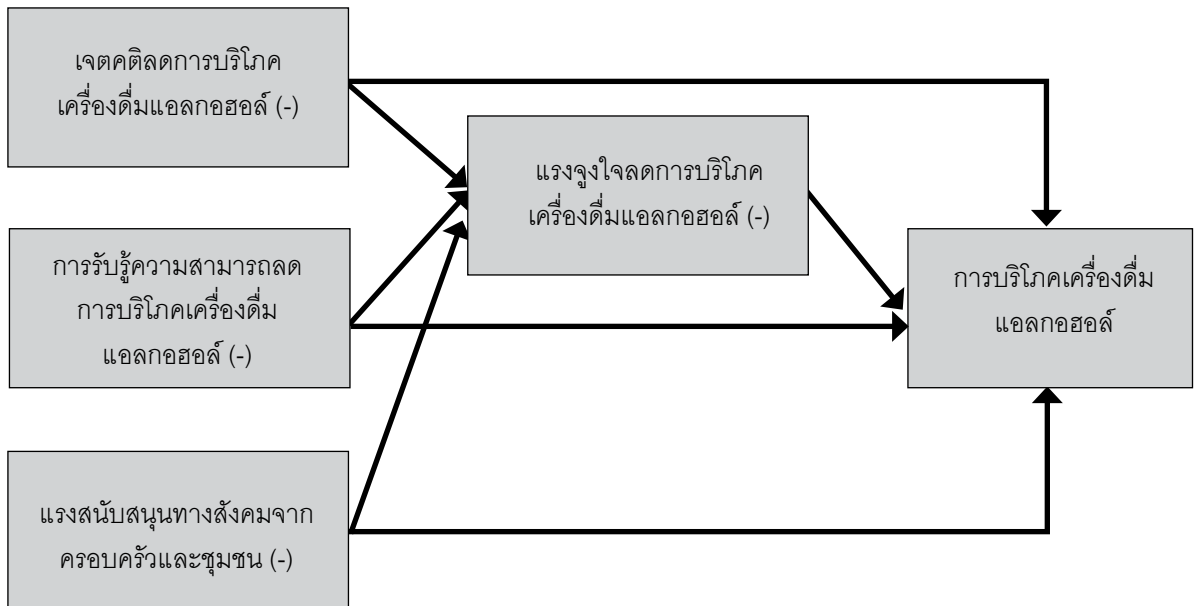 เจตคติลดการบริโภค
เครื่องดื่มแอลกอฮอล์ (-)
แรงจูงใจลดการบริโภค
เครื่องดื่มแอลกอฮอล์ (-)
การรับรู้ความสามารถลด
การบริโภคเครื่องดื่ม
แอลกอฮอล์ (-)
การบริโภคเครื่องดื่ม
แอลกอฮอล์
แรงสนับสนุนทางสังคมจาก
ครอบครัวและชุมชน (-)